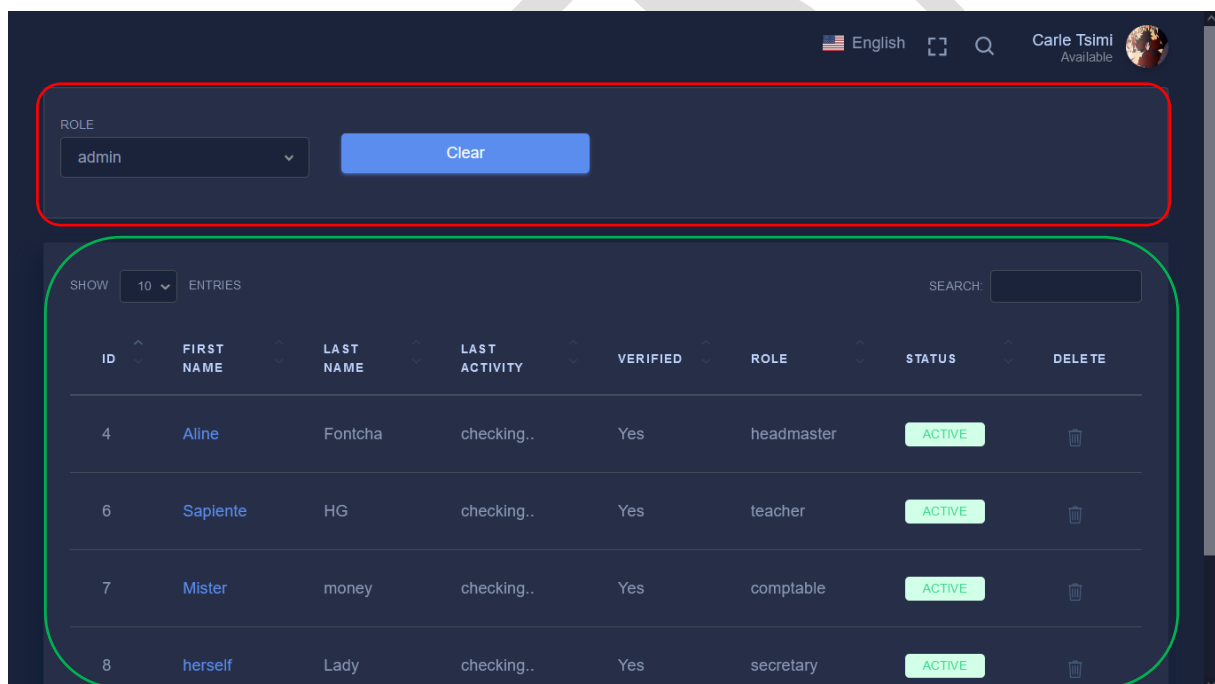 English
Carle Tsimi
Available
ROLE
admin
Clear
SHOW 10 ENTRIES
SEARCH:
ID FIRST NAME LAST NAME LAST ACTIVITY VERIFIED ROLE STATUS DELETE
4 Aline Fontcha checking.. Yes headmaster ACTIVE
6 Sapiente HG checking.. Yes teacher ACTIVE
7 Mister money checking.. Yes comptable ACTIVE
8 herself Lady checking.. Yes secretary ACTIVE